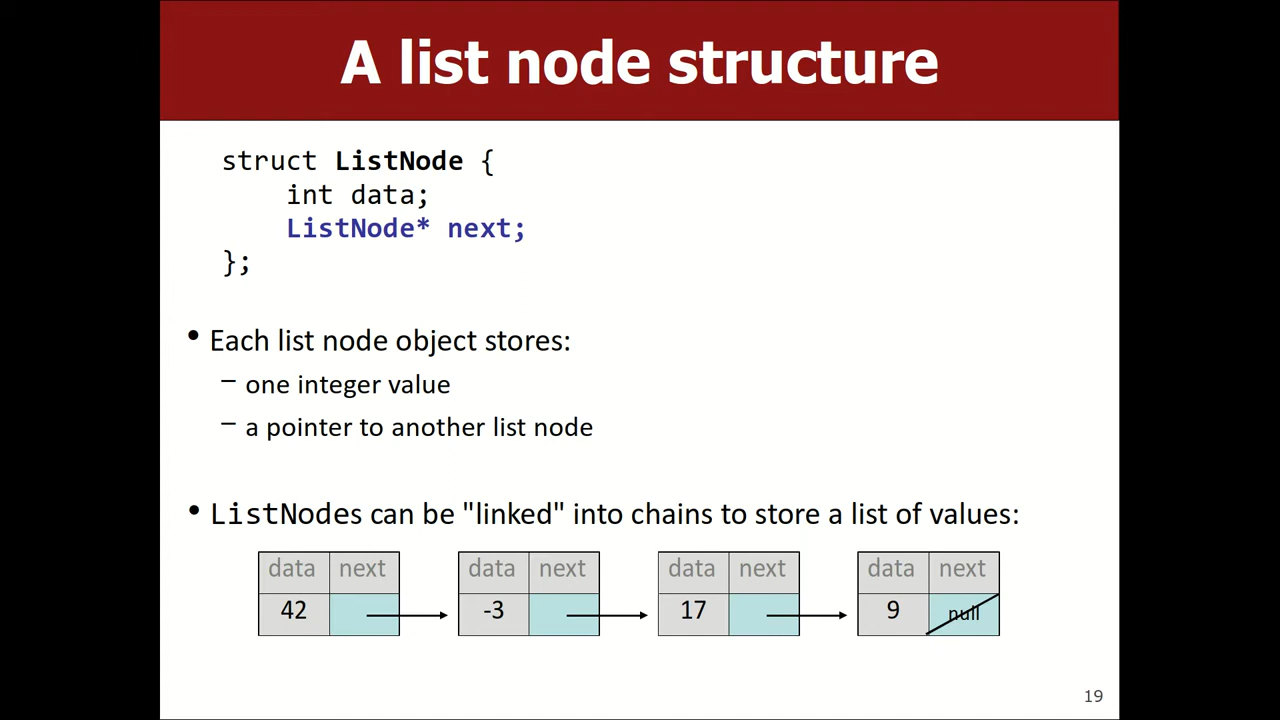 A list node structure
struct ListNode {
int data;
ListNode* next;
};
• Each list node object stores:
– one integer value
– a pointer to another list node
• ListNodes can be "linked" into chains to store a list of values:
data next data next data next data next
42 -3 17 9 null
19